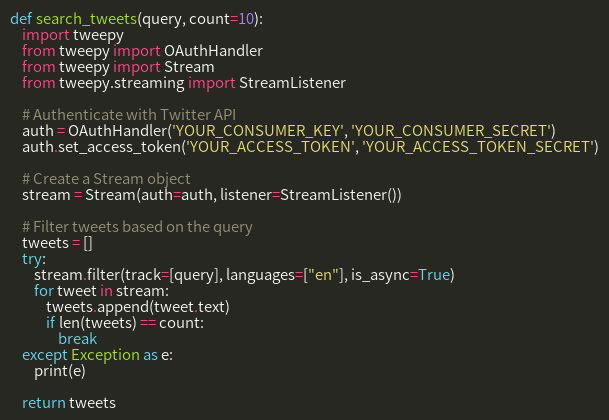 def search_tweets(query, count=10):
import tweepy
from tweepy import OAuthHandler
from tweepy import Stream
from tweepy.streaming import StreamListener
# Authenticate with Twitter API
auth = OAuthHandler('YOUR_CONSUMER_KEY', 'YOUR_CONSUMER_SECRET')
auth.set_access_token('YOUR_ACCESS_TOKEN', 'YOUR_ACCESS_TOKEN_SECRET')
# Create a Stream object
stream = Stream(auth=auth, listener=StreamListener())
# Filter tweets based on the query
tweets = []
try:
stream.filter(track=[query], languages=["en"], is_async=True)
for tweet in stream:
tweets.append(tweet.text)
if len(tweets) == count:
break
except Exception as e:
print(e)
return tweets